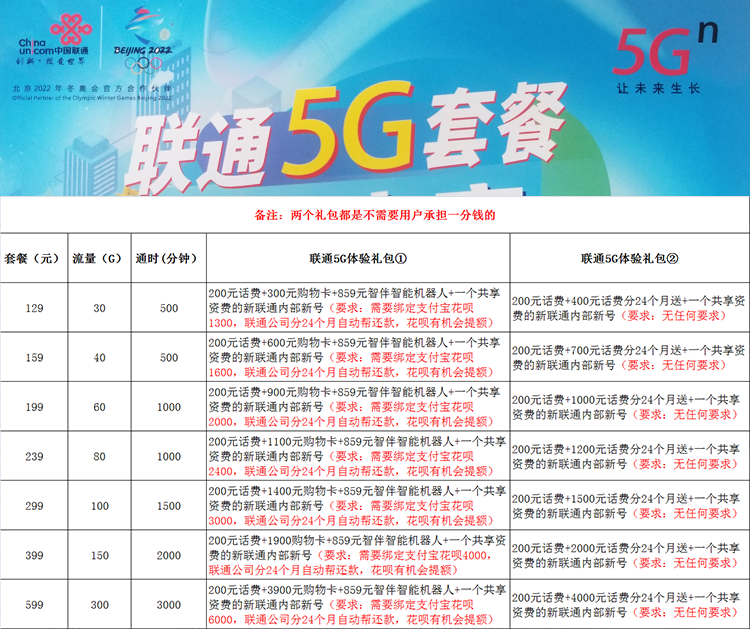 China
unicom中国联通
创新·改变世界
BEIJING 2022
北京2022年冬奥会官方合作伙伴
Official Partner of the Olympic Winter Games Beijing 2022
5Gⁿ
让未来生长
联通5G套餐
备注：两个礼包都是不需要用户承担一分钱的
套餐（元） 流量（G） 通时(分钟） 联通5G体验礼包① 联通5G体验礼包②
129 30 500
200元话费+300元购物卡+859元智伴智能机器人+一个共享
资费的新联通内部新号（要求：需要绑定支付宝花呗
1300，联通公司分24个月自动帮还款，花呗有机会提额）
200元话费+400元话费分24个月送+一个共享资
费的新联通内部新号（要求：无任何要求）
159 40 500
200元话费+600元购物卡+859元智伴智能机器人+一个共享
资费的新联通内部新号（要求：需要绑定支付宝花呗
1600，联通公司分24个月自动帮还款，花呗有机会提额）
200元话费+700元话费分24个月送+一个共享资
费的新联通内部新号（要求：无任何要求）
199 60 1000
200元话费+900元购物卡+859元智伴智能机器人+一个共享
资费的新联通内部新号（要求：需要绑定支付宝花呗
2000，联通公司分24个月自动帮还款，花呗有机会提额）
200元话费+1000元话费分24个月送+一个共享
资费的新联通内部新号（要求：无任何要求）
239 80 1000
200元话费+1100元购物卡+859元智伴智能机器人+一个共享
资费的新联通内部新号（要求：需要绑定支付宝花呗
2400，联通公司分24个月自动帮还款，花呗有机会提额）
200元话费+1200元话费分24个月送+一个共享
资费的新联通内部新号（要求：无任何要求）
299 100 1500
200元话费+1400元购物卡+859元智伴智能机器人+一个共享
资费的新联通内部新号（要求：需要绑定支付宝花呗
3000，联通公司分24个月自动帮还款，花呗有机会提额）
200元话费+1500元话费分24个月送+一个共享
资费的新联通内部新号（要求：无任何要求）
399 150 2000
200元话费+1900购物卡+859元智伴智能机器人+一个共享资
费的新联通内部新号（要求：需要绑定支付宝花呗4000，
联通公司分24个月自动帮还款，花呗有机会提额）
200元话费+2000元话费分24个月送+一个共享
资费的新联通内部新号（要求：无任何要求）
599 300 3000
200元话费+3900元购物卡+859元智伴智能机器人+一个共享
资费的新联通内部新号（要求：需要绑定支付宝花呗
6000，联通公司分24个月自动帮还款，花呗有机会提额）
200元话费+4000元话费分24个月送+一个共享
资费的新联通内部新号（要求：无任何要求）